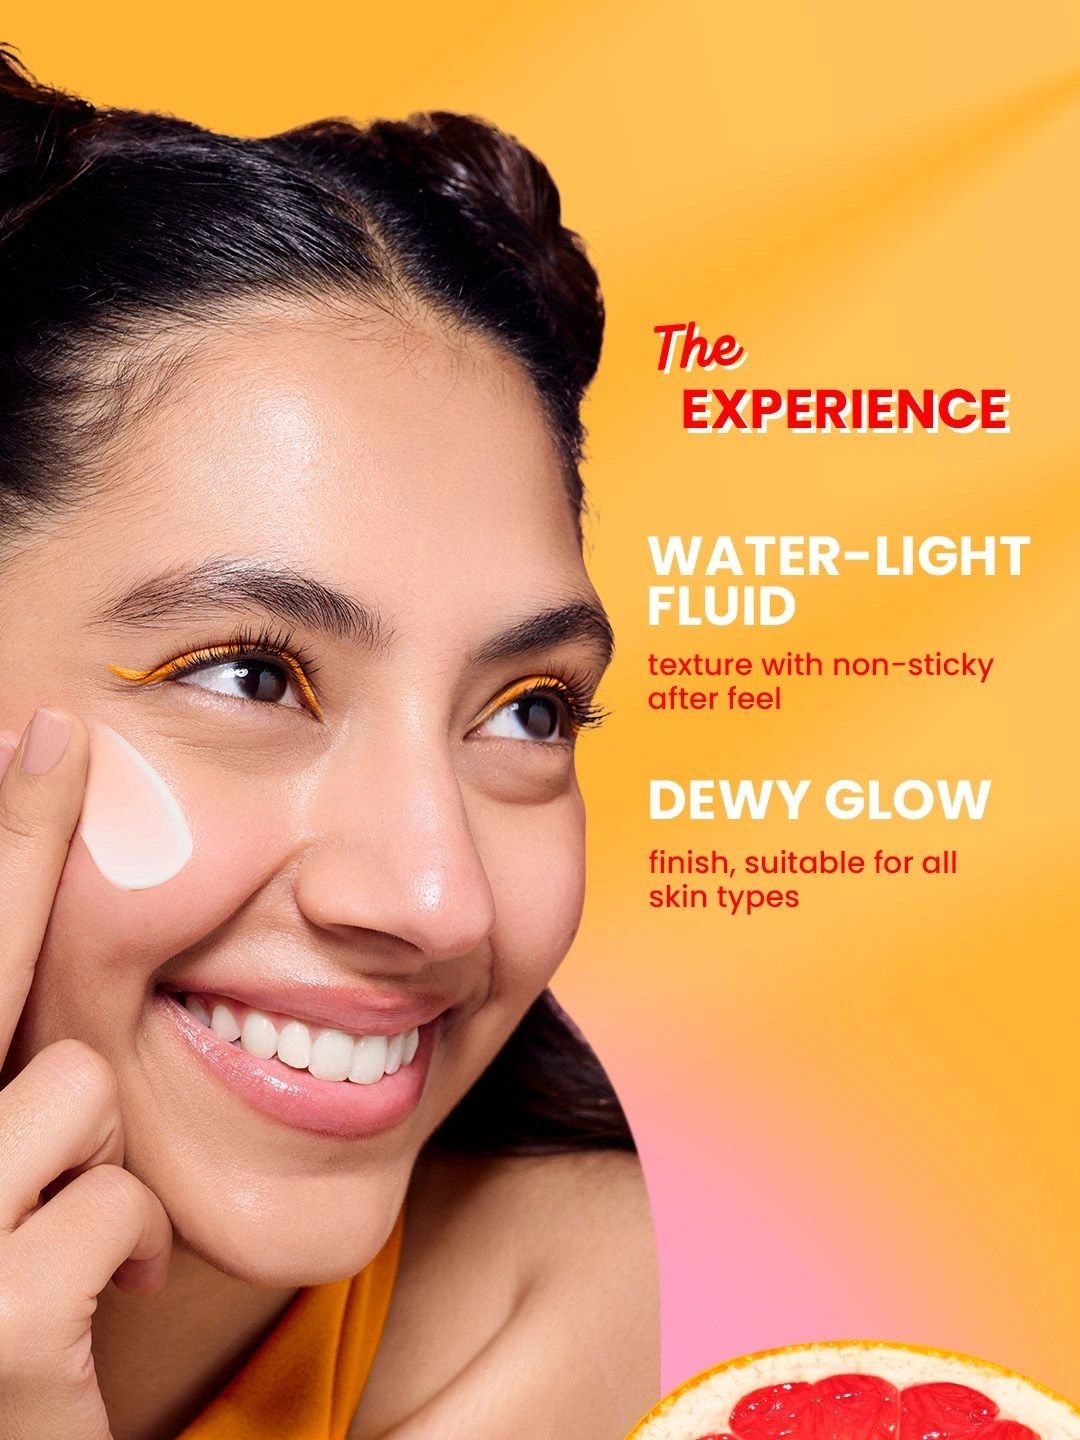 The
EXPERIENCE
WATER-LIGHT
FLUID
texture with non-sticky
after feel
DEWY GLOW
finish, suitable for all
skin types